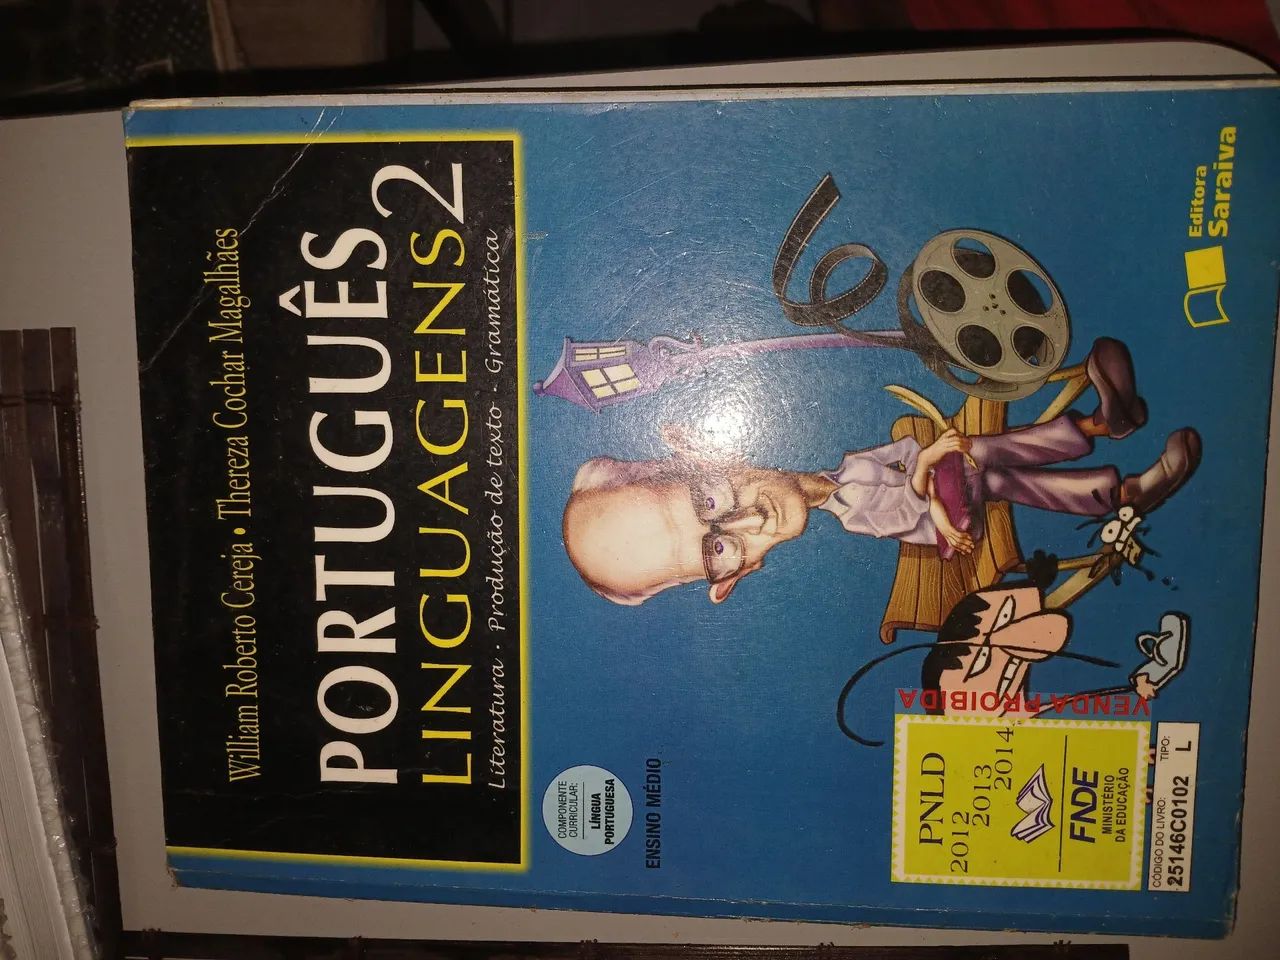 William Roberto Cereja • Thereza Cochar Magalhães
PORTUGUÊS
LINGUAGENS 2
Literatura · Produção de texto · Gramática
COMPONENTE
CURRICULAR:
LÍNGUA
PORTUGUESA
ENSINO MÉDIO
VENDA PROIBIDA
PNLD
2012
2013
2014
FNDE
MINISTÉRIO
DA EDUCAÇÃO
CÓDIGO DO LIVRO:
25146C0102
TIPO:
L
Editora
Saraiva